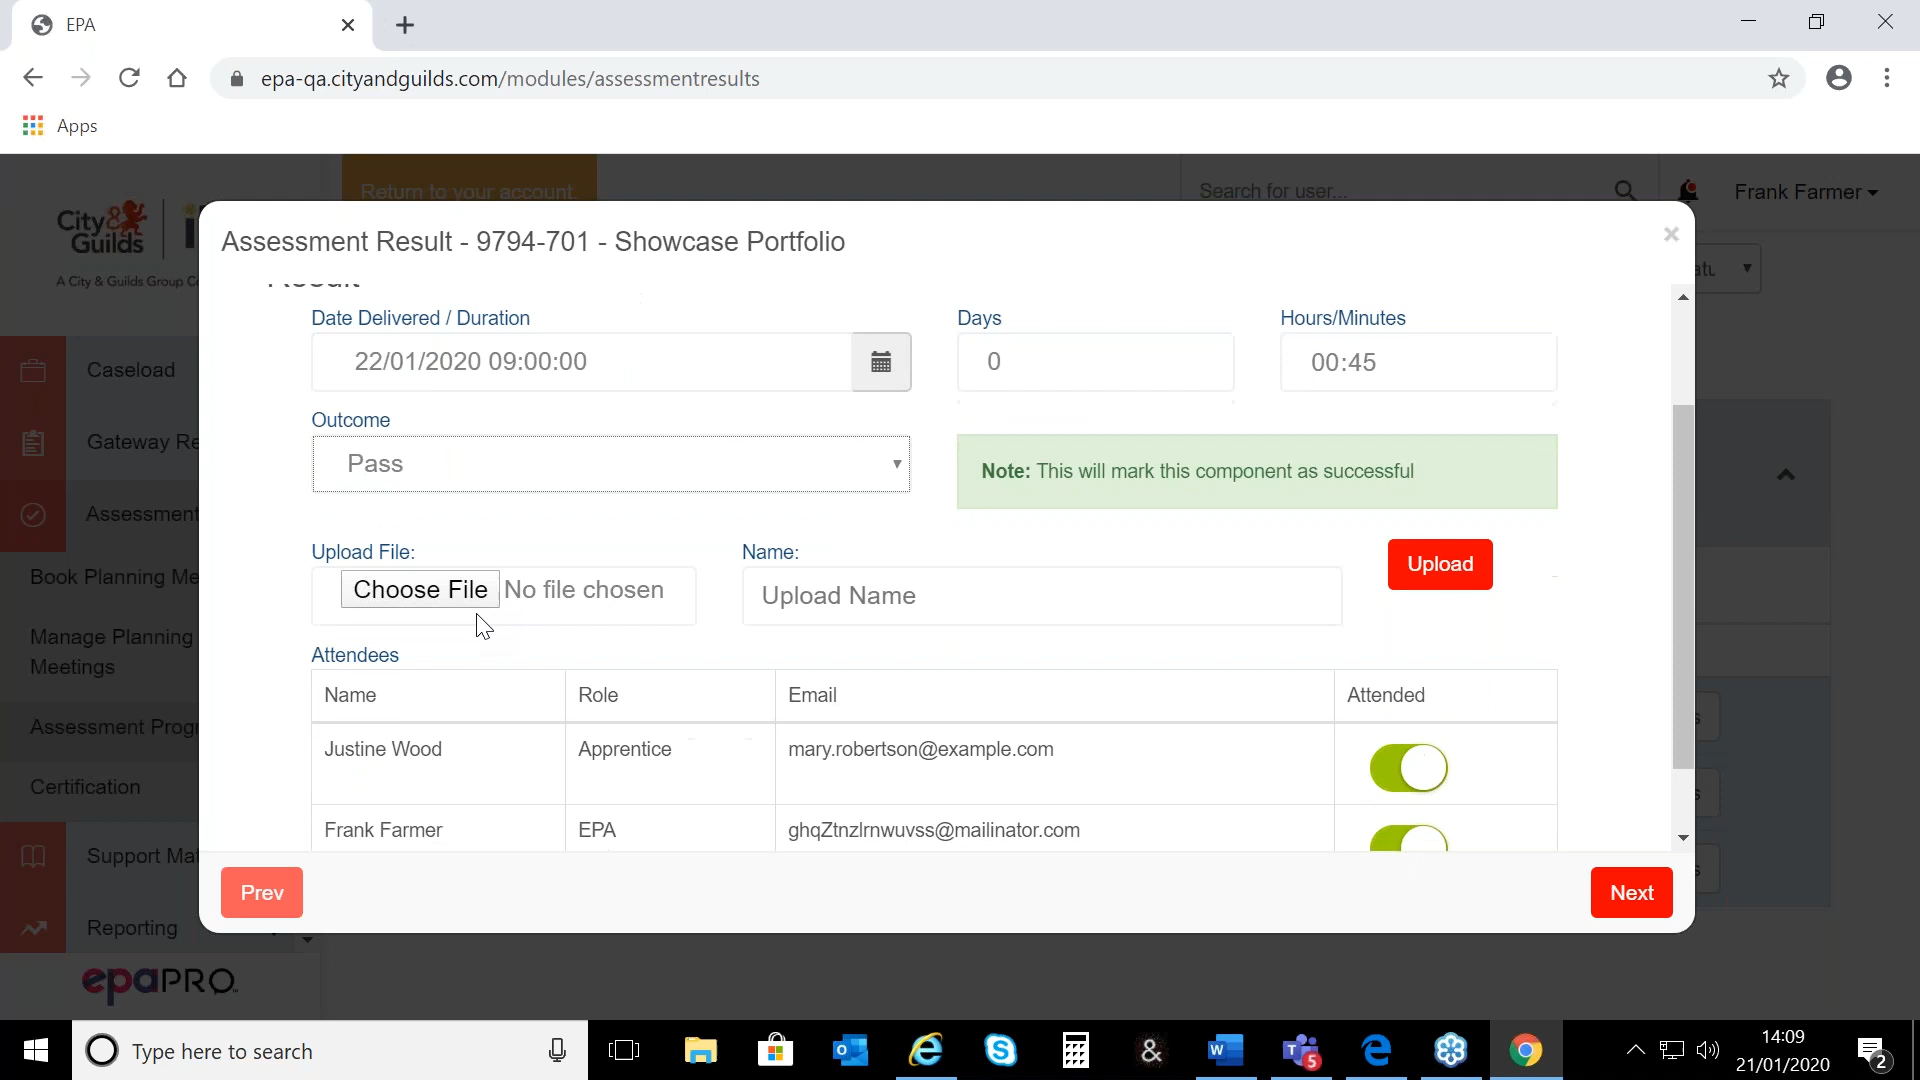 EPA
epa-qa.cityandguilds.com/modules/assessmentresults
Apps
Return to your account
Search for user...
Frank Farmer
City & Guilds
A City & Guilds Group C
Assessment Result - 9794-701 - Showcase Portfolio
Result
Caseload
Gateway Re
Assessment
Book Planning Me
Manage Planning
Meetings
Assessment Prog
Certification
Support Mat
Reporting
epaPRO
Date Delivered / Duration
Days
Hours/Minutes
22/01/2020 09:00:00
0
00:45
Outcome
Pass
Note: This will mark this component as successful
Upload File:
Name:
Upload
Choose File No file chosen
Upload Name
Attendees
Name Role Email Attended
Justine Wood Apprentice mary.robertson@example.com
Frank Farmer EPA ghqZtnzlrnwuvss@mailinator.com
Prev
Next
Type here to search
5
14:09
21/01/2020
2